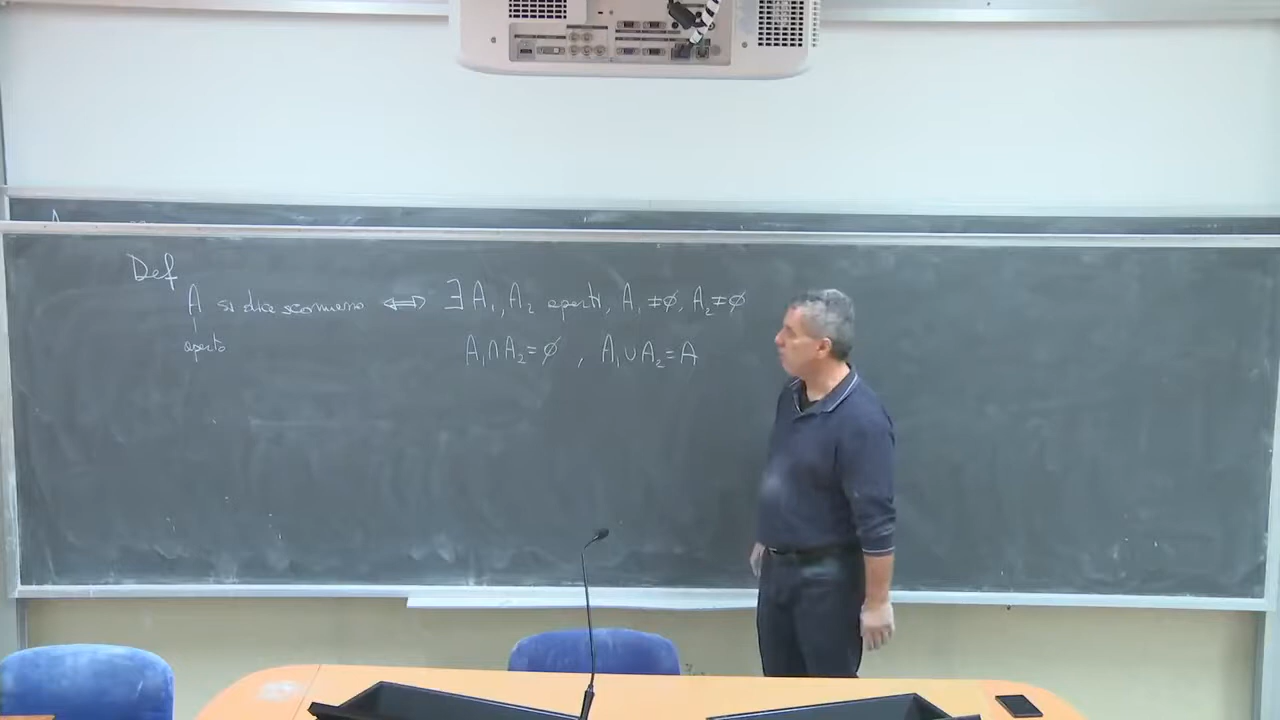 Def
A si dice sconnesso ⇔ ∃ A₁, A₂ aperti, A₁ ≠ ∅, A₂ ≠ ∅
aperto A₁ ∩ A₂ = ∅ , A₁ ∪ A₂ = A